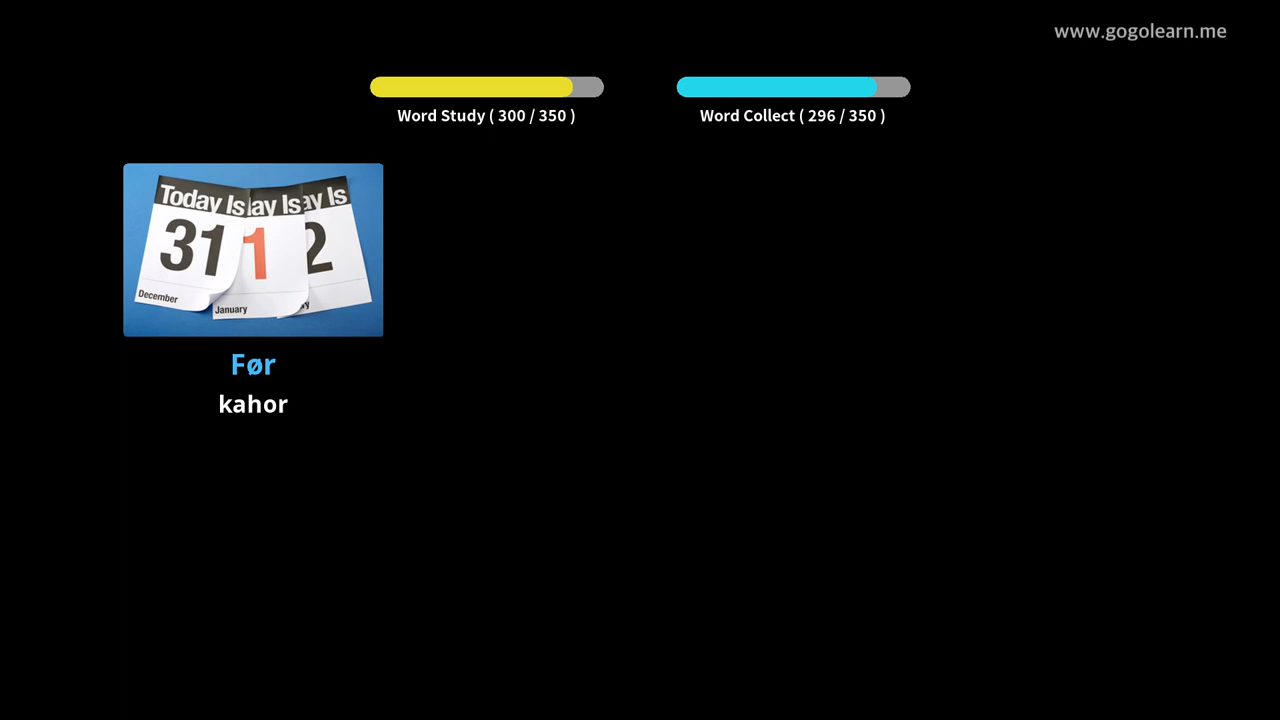 www.gogolearn.me
Word Study ( 300 / 350 )
Word Collect ( 296 / 350 )
Today Is
ay Is
ay Is
31
1
2
December
January
ry
Før
kahor